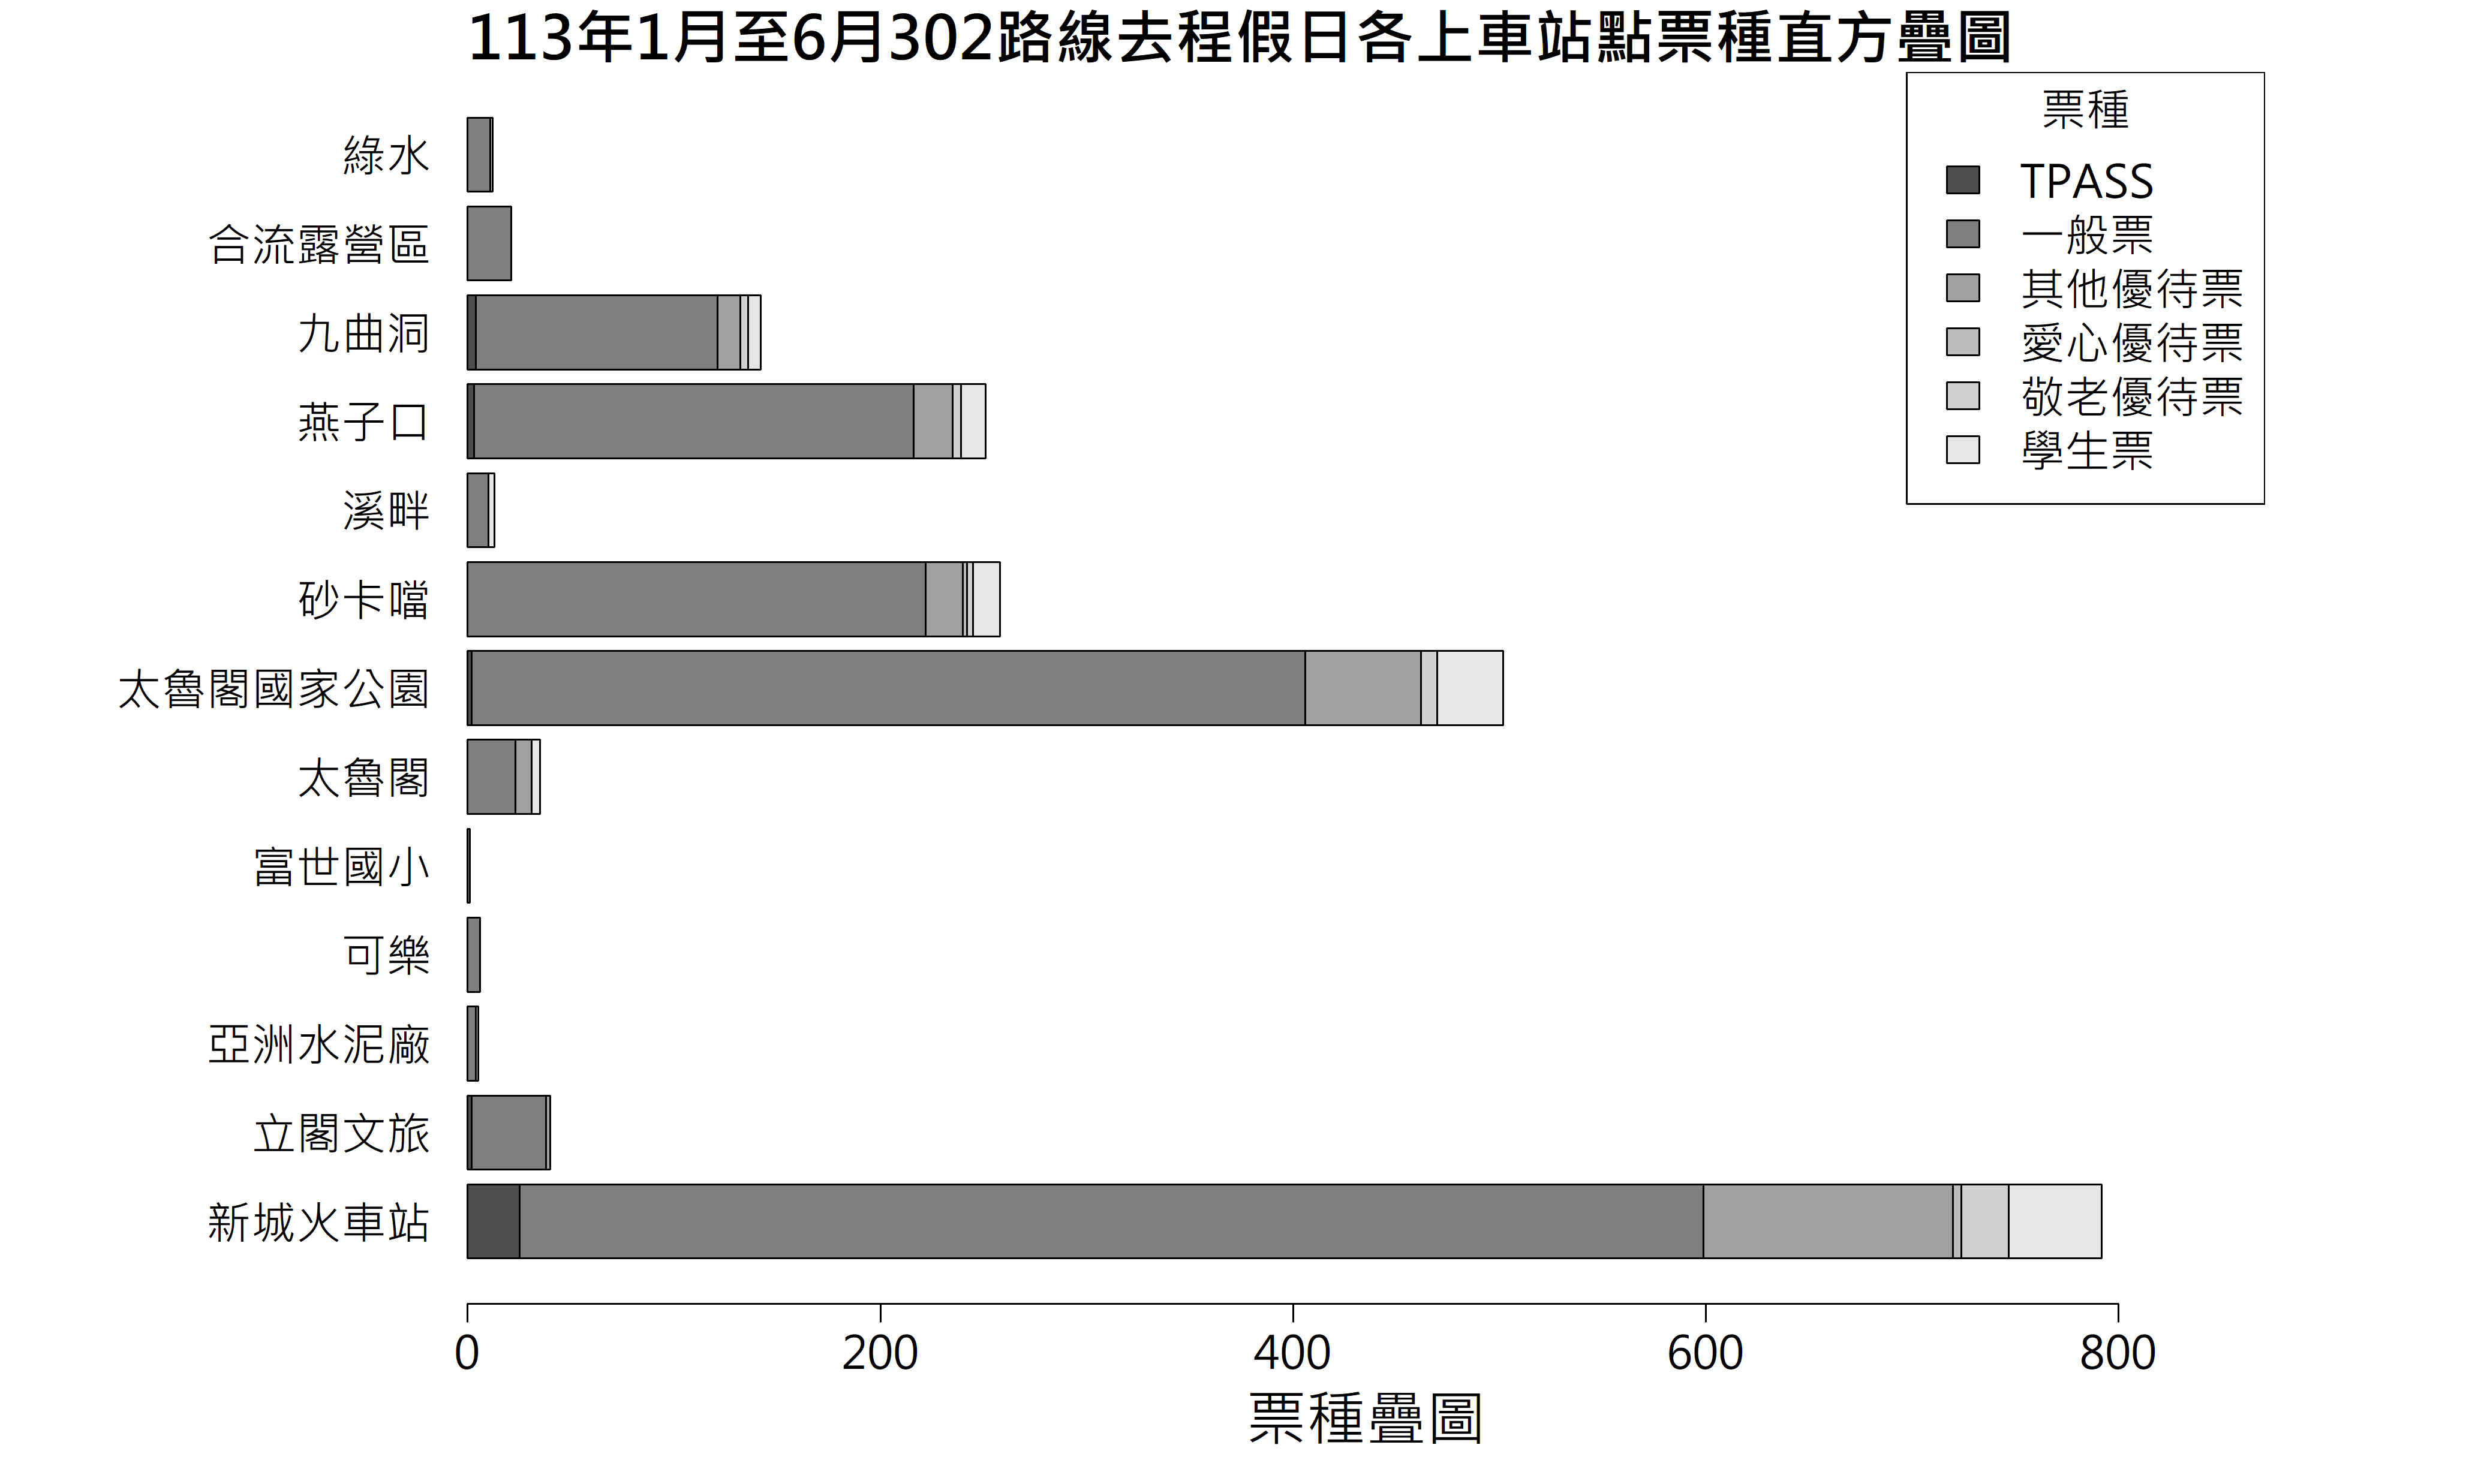 113年1月至6月302路線去程假日各上車站點票種直方疊圖
票種
TPASS
一般票
其他優待票
愛心優待票
敬老優待票
學生票
綠水
合流露營區
九曲洞
燕子口
溪畔
砂卡噹
太魯閣國家公園
太魯閣
富世國小
可樂
亞洲水泥廠
立閣文旅
新城火車站
0 200 400 600 800
票種疊圖